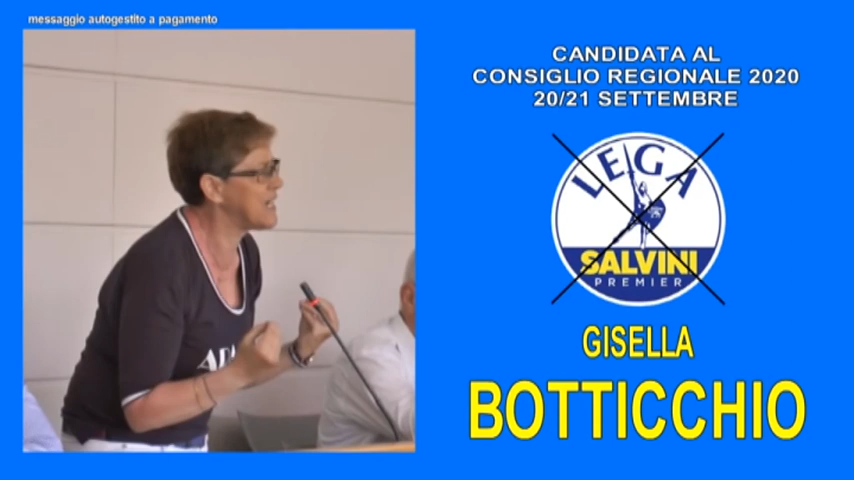 messaggio autogestito a pagamento
CANDIDATA AL
CONSIGLIO REGIONALE 2020
20/21 SETTEMBRE
LEGA
SALVINI
PREMIER
GISELLA
BOTTICCHIO